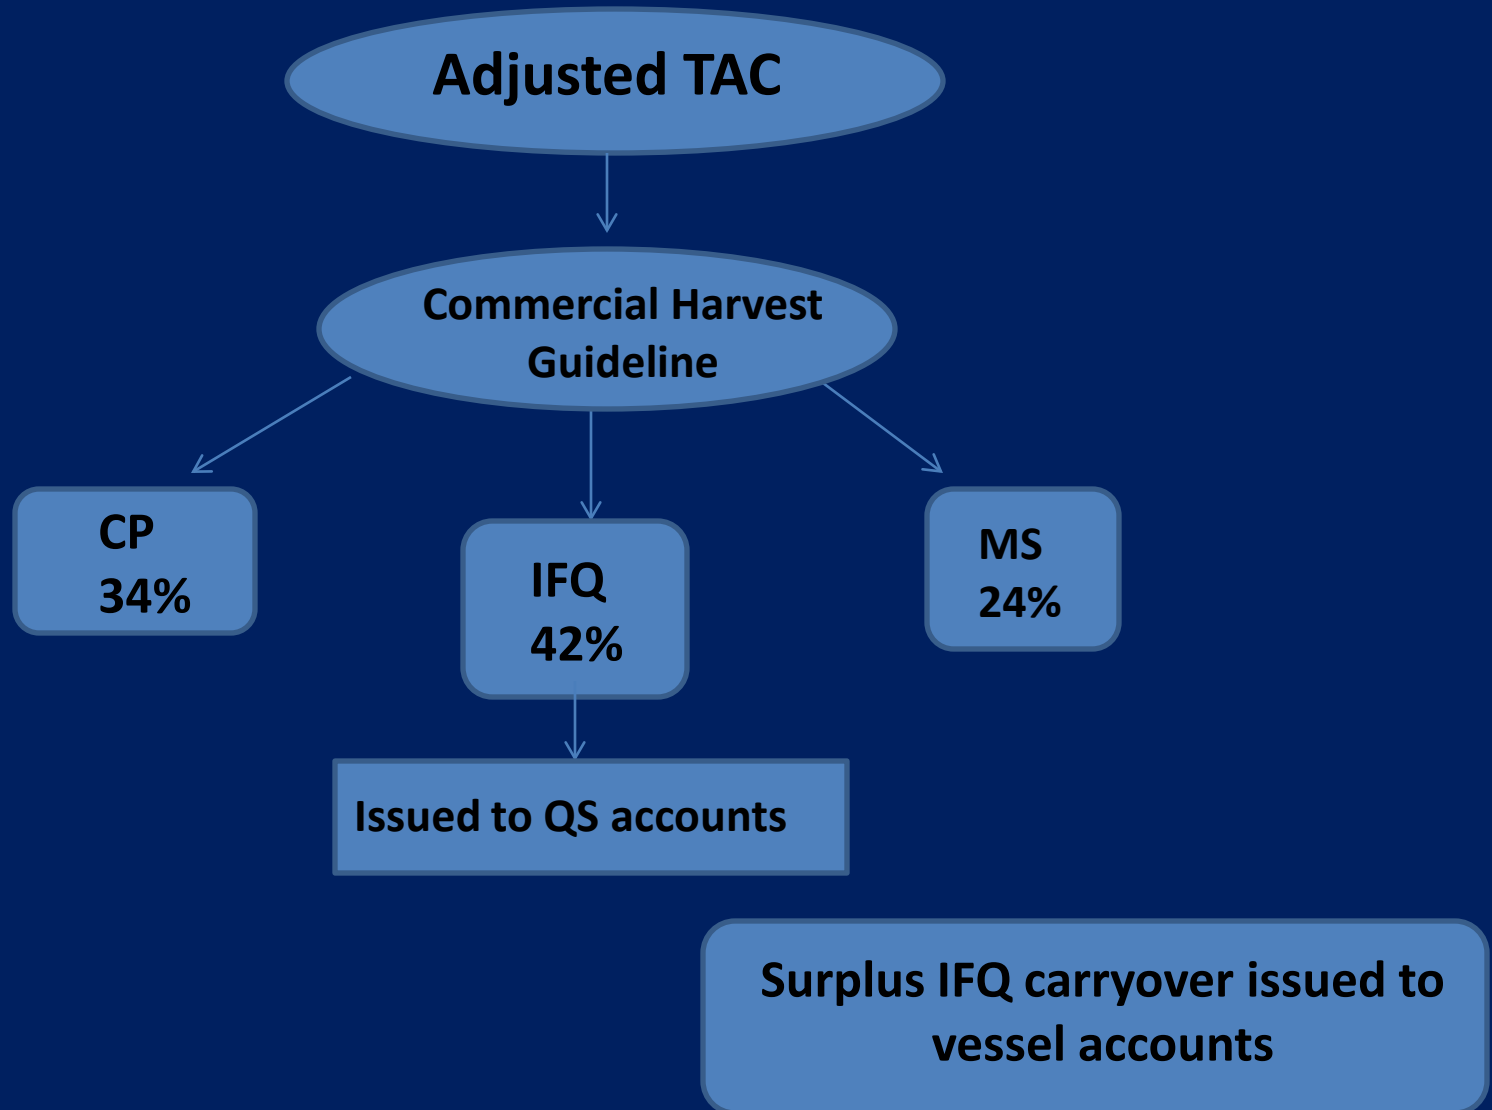 Adjusted TAC
Commercial Harvest
Guideline
CP
34%
IFQ
42%
MS
24%
Issued to QS accounts
Surplus IFQ carryover issued to
vessel accounts